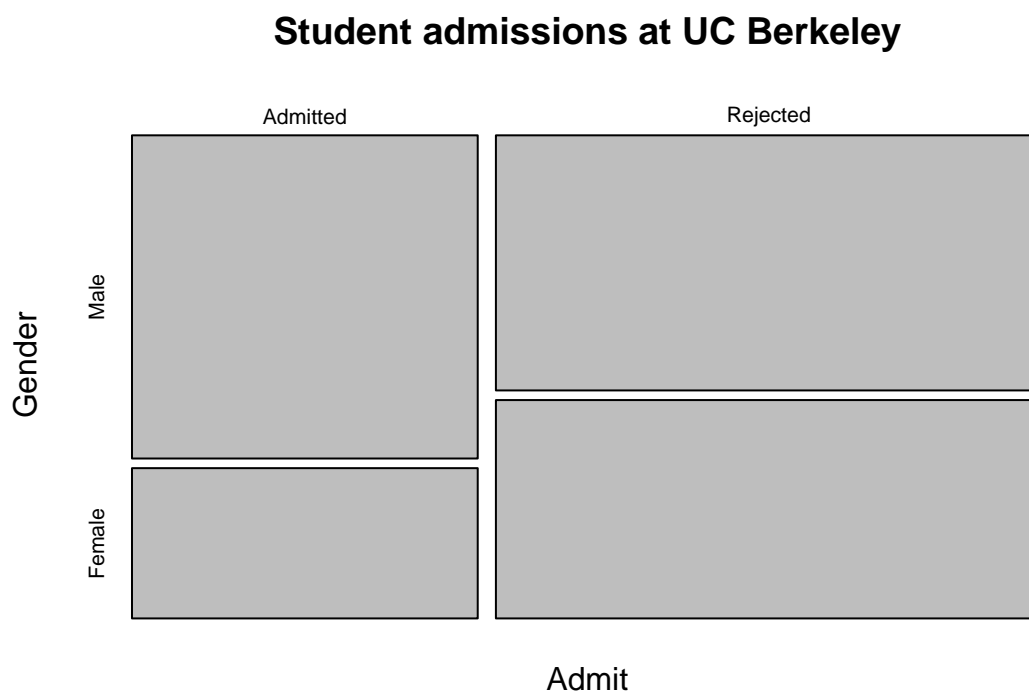 Student admissions at UC Berkeley
Admitted
Rejected
Male
Gender
Female
Admit